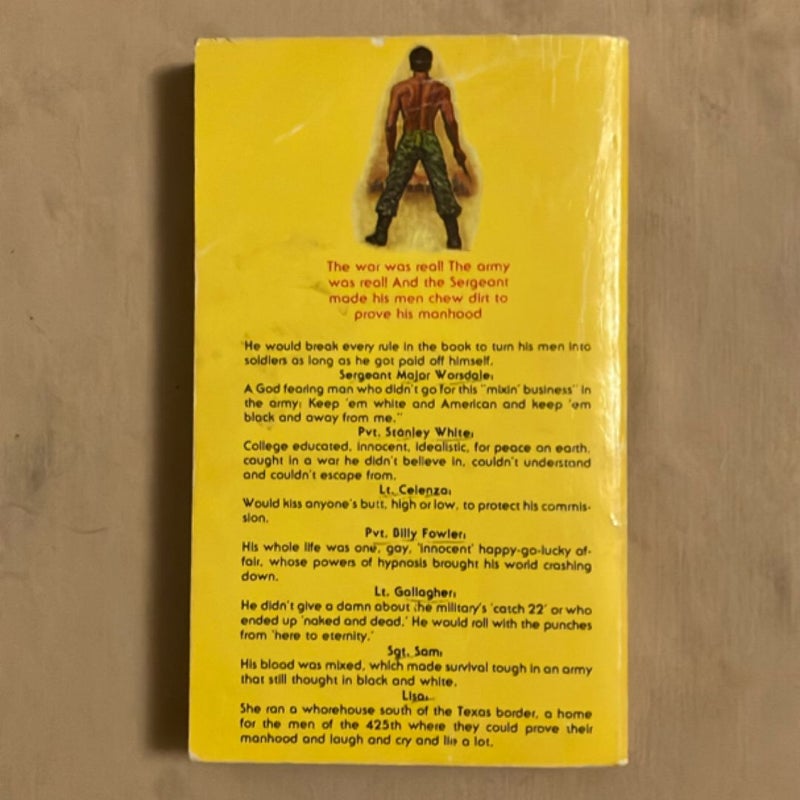 The war was real! The army
was real! And the Sergeant
made his men chew dirt to
prove his manhood
'He would break every rule in the book to turn his men into
soldiers as long as he got paid off himself.
Sergeant Major Worsdale:
A God fearing man who didn't go for this "mixin' business" in
the army: Keep 'em white and American and keep 'em
black and away from me."
Pvt. Stanley White:
College educated, innocent, idealistic, for peace on earth,
caught in a war he didn't believe in, couldn't understand
and couldn't escape from.
Lt. Celenza:
Would kiss anyone's butt, high or low, to protect his commis-
sion.
Pvt. Billy Fowler:
His whole life was one, gay, 'innocent' happy-go-lucky af-
fair, whose powers of hypnosis brought his world crashing
down.
Lt. Gallagher:
He didn't give a damn about the military's 'catch 22' or who
ended up 'naked and dead.' He would roll with the punches
from 'here to eternity.'
Sgt. Sam:
His blood was mixed, which made survival tough in an army
that still thought in black and white.
Lisa:
She ran a whorehouse south of the Texas border, a home
for the men of the 425th where they could prove their
manhood and laugh and cry and lie a lot.